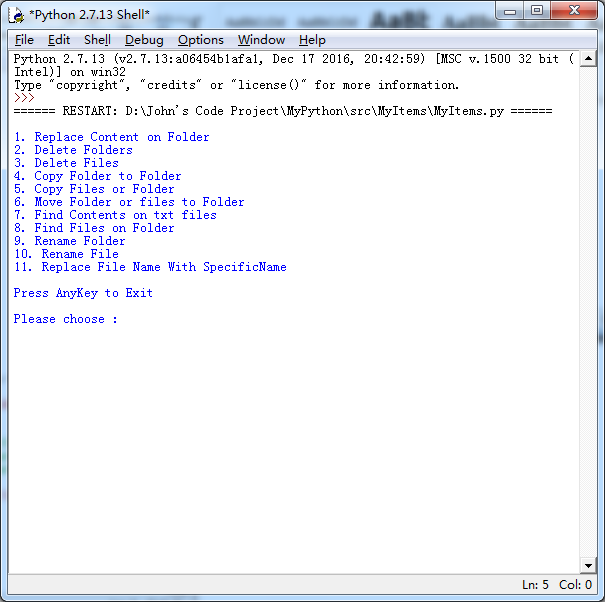 *Python 2.7.13 Shell*
File Edit Shell Debug Options Window Help
Python 2.7.13 (v2.7.13:a06454b1afa1, Dec 17 2016, 20:42:59) [MSC v.1500 32 bit (
Intel)] on win32
Type "copyright", "credits" or "license()" for more information.
>>>
====== RESTART: D:\John's Code Project\MyPython\src\MyItems\MyItems.py ======
1. Replace Content on Folder
2. Delete Folders
3. Delete Files
4. Copy Folder to Folder
5. Copy Files or Folder
6. Move Folder or files to Folder
7. Find Contents on txt files
8. Find Files on Folder
9. Rename Folder
10. Rename File
11. Replace File Name With SpecificName
Press AnyKey to Exit
Please choose :
Ln: 5 Col: 0